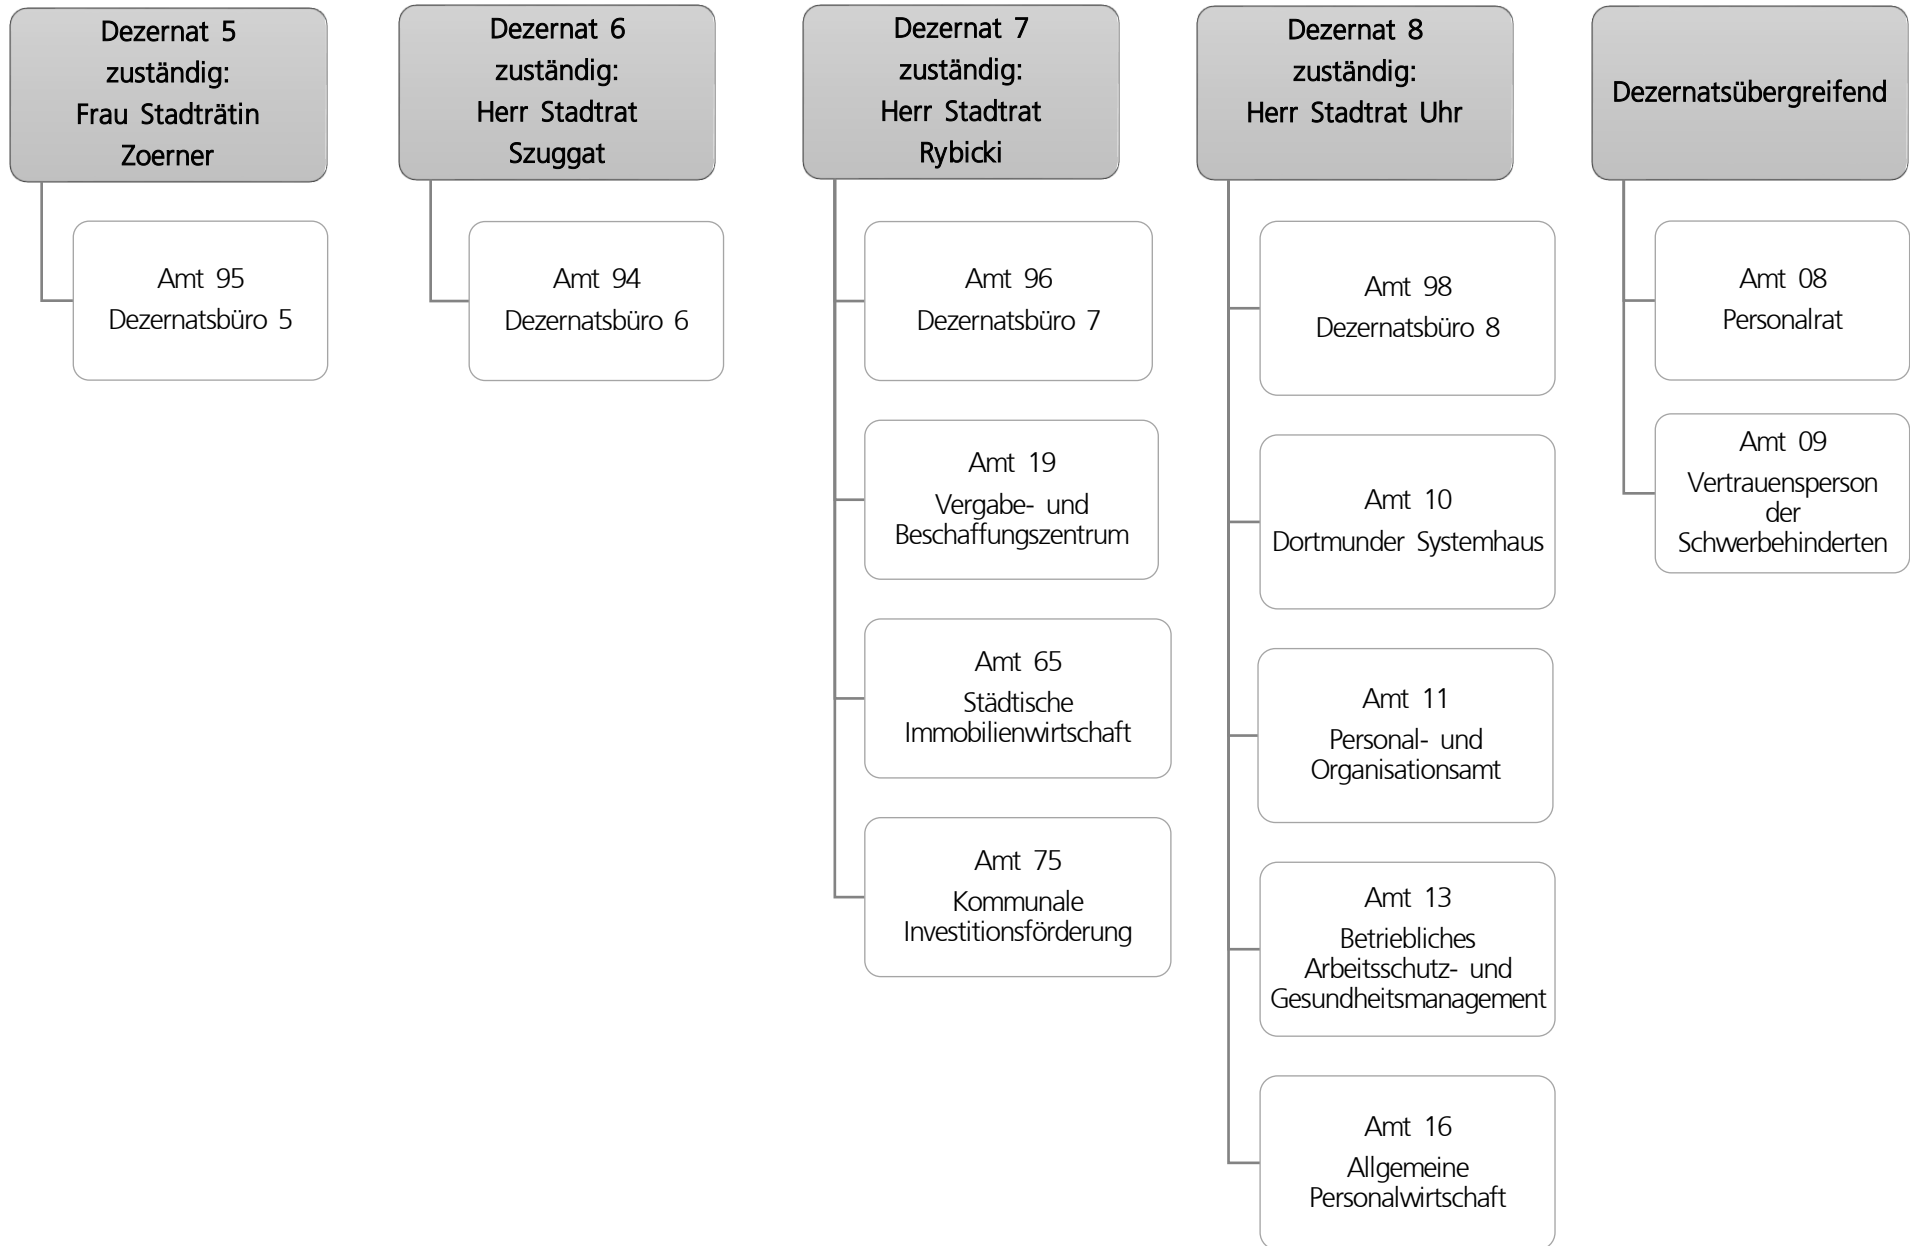 Dezernat 5
zuständig:
Frau Stadträtin
Zoerner
Amt 95
Dezernatsbüro 5
Dezernat 6
zuständig:
Herr Stadtrat
Szuggat
Amt 94
Dezernatsbüro 6
Dezernat 7
zuständig:
Herr Stadtrat
Rybicki
Amt 96
Dezernatsbüro 7
Amt 19
Vergabe- und
Beschaffungszentrum
Amt 65
Städtische
Immobilienwirtschaft
Amt 75
Kommunale
Investitionsförderung
Dezernat 8
zuständig:
Herr Stadtrat Uhr
Amt 98
Dezernatsbüro 8
Amt 10
Dortmunder Systemhaus
Amt 11
Personal- und
Organisationsamt
Amt 13
Betriebliches
Arbeitsschutz- und
Gesundheitsmanagement
Amt 16
Allgemeine
Personalwirtschaft
Dezernatsübergreifend
Amt 08
Personalrat
Amt 09
Vertrauensperson
der
Schwerbehinderten